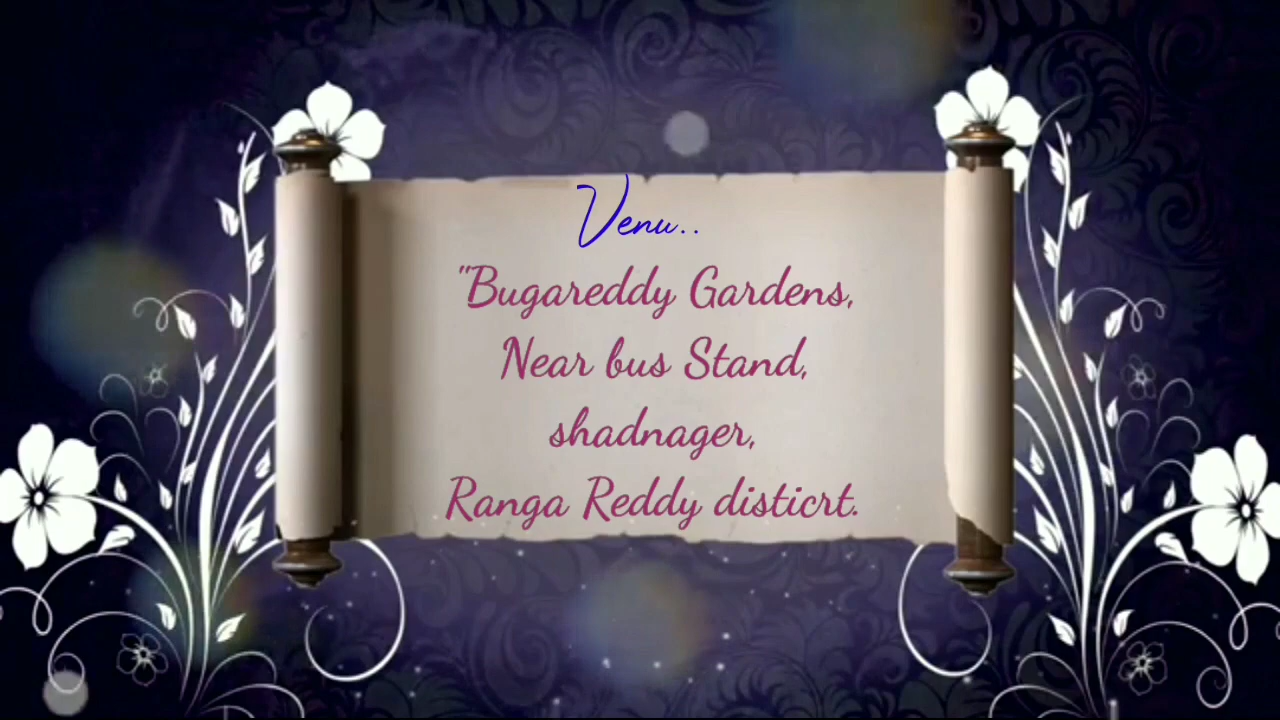 Venu..
"Bugareddy Gardens,
Near bus Stand,
shadnager,
Ranga Reddy disticrt.